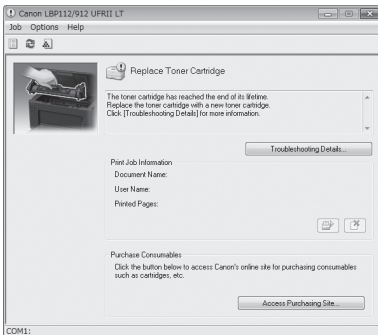 Canon LBP112/912 UFRII LT
Job Options Help
Replace Toner Cartridge
The toner cartridge has reached the end of its lifetime.
Replace the toner cartridge with a new toner cartridge.
Click [Troubleshooting Details] for more information.
Troubleshooting Details...
Print Job Information
Document Name:
User Name:
Printed Pages:
Purchase Consumables
Click the button below to access Canon's online site for purchasing consumables
such as cartridges, etc.
Access Purchasing Site...
COM1: